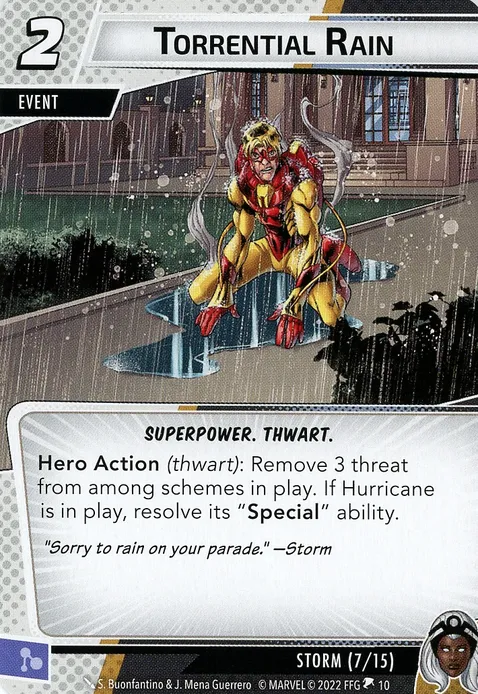 2
TORRENTIAL RAIN
EVENT
SUPERPOWER. THWART.
Hero Action (thwart): Remove 3 threat
from among schemes in play. If Hurricane
is in play, resolve its “Special” ability.
"Sorry to rain on your parade." —Storm
STORM (7/15)
S. Buonfantino & J. Mena Guerrero © MARVEL © 2022 FFG 10